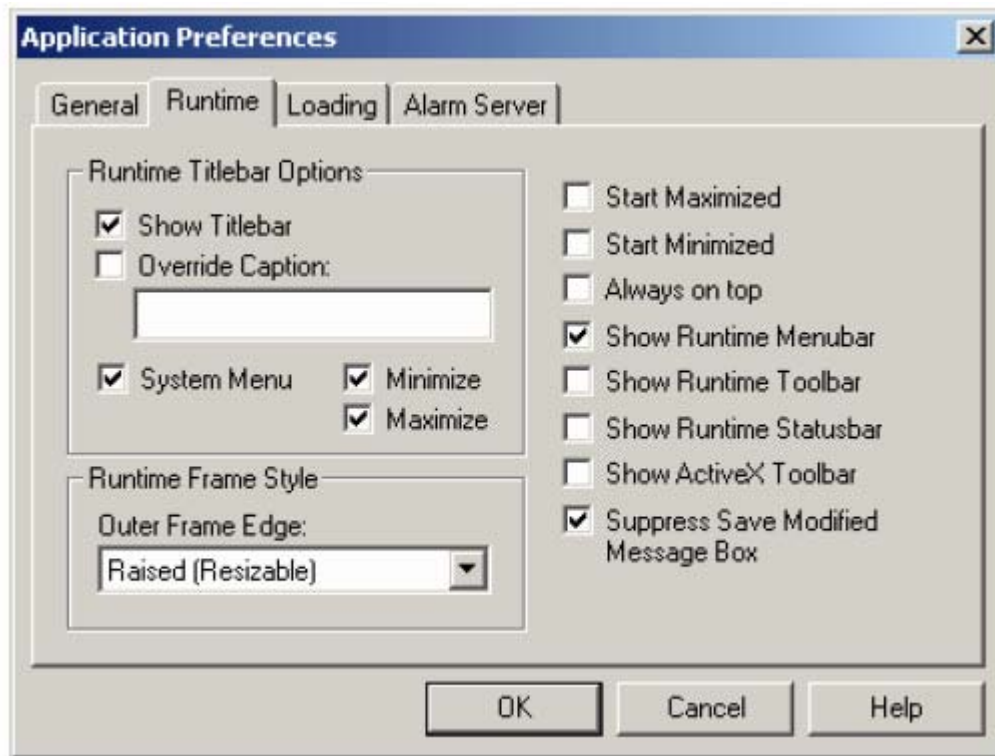 Application Preferences
General Runtime Loading Alarm Server
Runtime Titlebar Options
Show Titlebar
Override Caption:
System Menu Minimize
Maximize
Runtime Frame Style
Outer Frame Edge:
Raised (Resizable)
Start Maximized
Start Minimized
Always on top
Show Runtime Menubar
Show Runtime Toolbar
Show Runtime Statusbar
Show ActiveX Toolbar
Suppress Save Modified
Message Box
OK Cancel Help